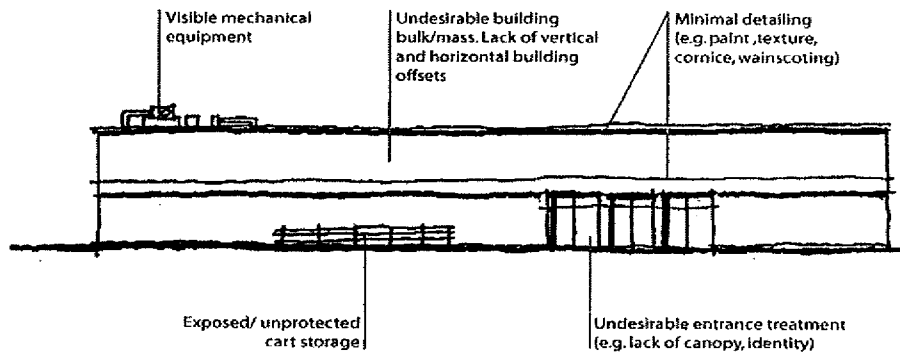 Visible mechanical
equipment
Undesirable building
bulk/mass. Lack of vertical
and horizontal building
offsets
Minimal detailing
(e.g. paint ,texture,
cornice, wainscoting)
Exposed/ unprotected
cart storage
Undesirable entrance treatment
(e.g. lack of canopy, identity)